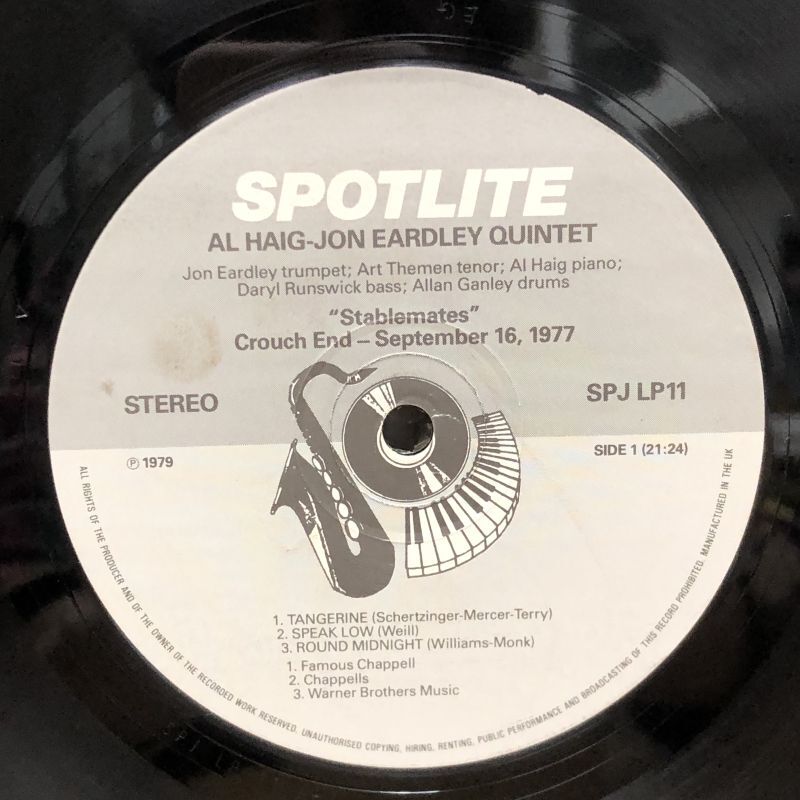 SPOTLITE
AL HAIG-JON EARDLEY QUINTET
Jon Eardley trumpet; Art Themen tenor; Al Haig piano;
Daryl Runswick bass; Allan Ganley drums
"Stablemates"
Crouch End – September 16, 1977
STEREO
SPJ LP11
℗ 1979
SIDE 1 (21:24)
1. TANGERINE (Schertzinger-Mercer-Terry)
2. SPEAK LOW (Weill)
3. ROUND MIDNIGHT (Williams-Monk)
1. Famous Chappell
2. Chappells
3. Warner Brothers Music
ALL RIGHTS OF THE PRODUCER AND OF THE OWNER OF THE RECORDED WORK RESERVED. UNAUTHORISED COPYING, HIRING, RENTING, PUBLIC PERFORMANCE AND BROADCASTING OF THIS RECORD PROHIBITED. MANUFACTURED IN THE UK